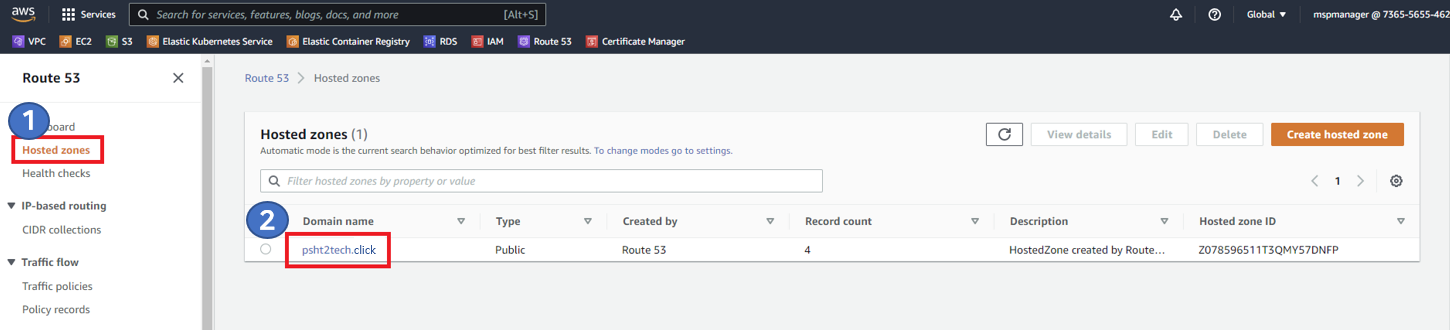 aws Services Search for services, features, blogs, docs, and more [Alt+S] Global mspmanager @ 7365-5655-462
VPC EC2 S3 Elastic Kubernetes Service Elastic Container Registry RDS IAM Route 53 Certificate Manager
Route 53
1
board
Hosted zones
Health checks
IP-based routing
CIDR collections
Traffic flow
Traffic policies
Policy records
Route 53 Hosted zones
Hosted zones (1)
Automatic mode is the current search behavior optimized for best filter results. To change modes go to settings.
View details Edit Delete Create hosted zone
Filter hosted zones by property or value
1
2
Domain name Type Created by Record count Description Hosted zone ID
psht2tech.click Public Route 53 4 HostedZone created by Route... Z078596511T3QMY57DNFP